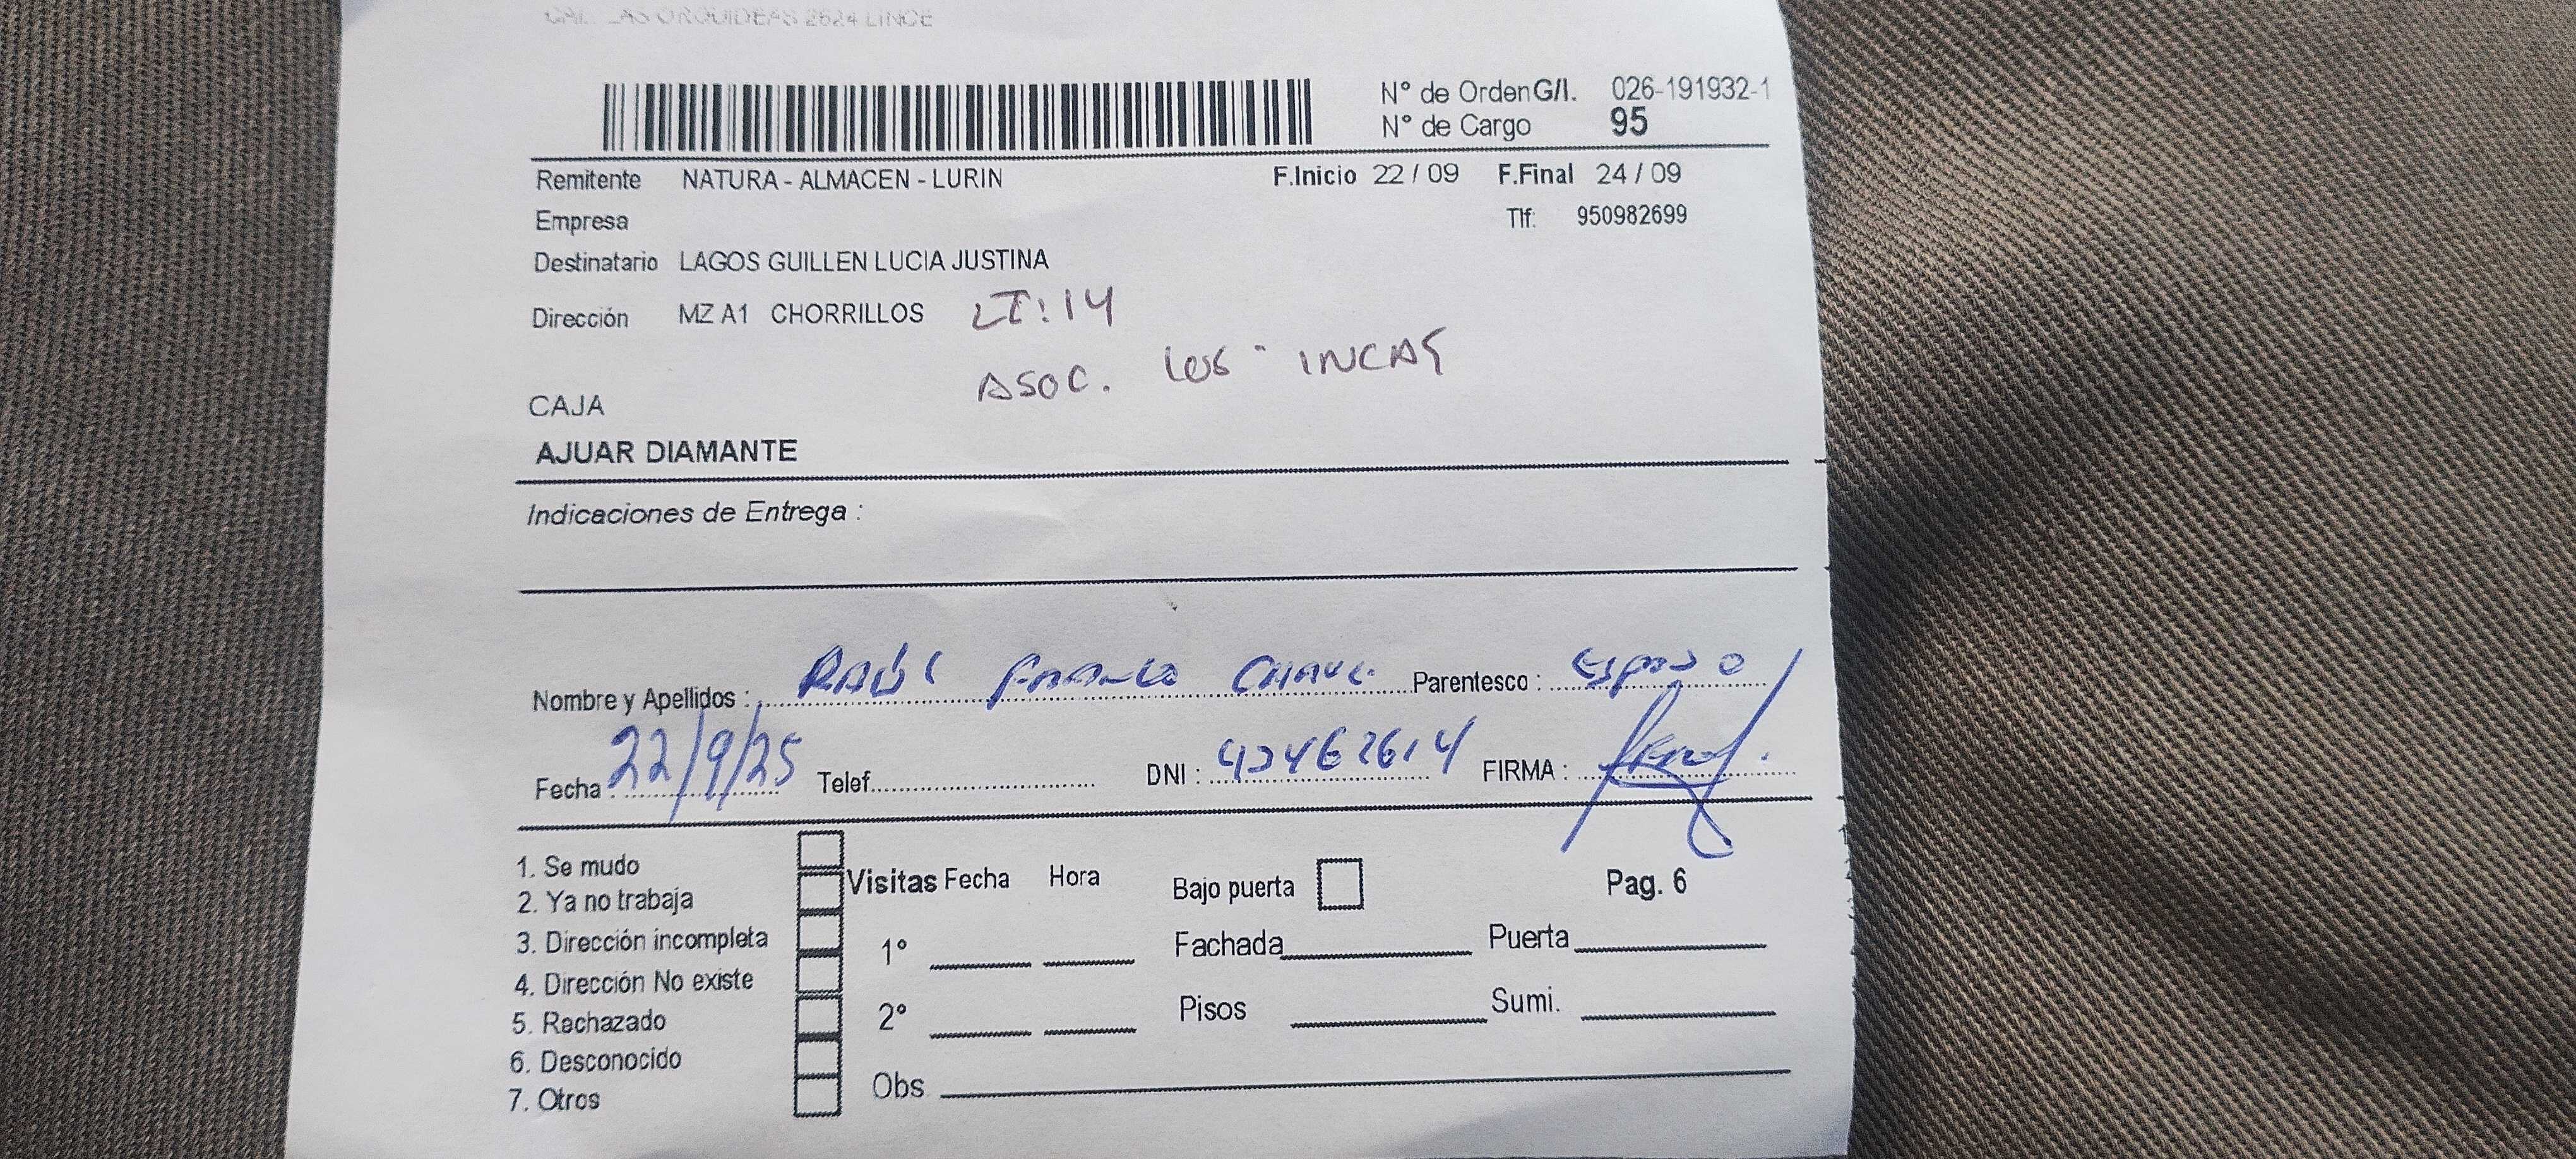 LAS ORQUIDEAS 2624 LINCE
N° de Orden G/I. 026-191932-1
N° de Cargo 95
Remitente NATURA - ALMACEN - LURIN F.Inicio 22 / 09 F.Final 24 / 09
Empresa Tlf: 950982699
Destinatario LAGOS GUILLEN LUCIA JUSTINA
Dirección MZ A1 CHORRILLOS LT: 14
ASOC. LOS INCAS
CAJA
AJUAR DIAMANTE
Indicaciones de Entrega :
Nombre y Apellidos : RAÚL Parentesco : Esposo
Fecha : 22/9/25 Telef. DNI : FIRMA :
1. Se mudo
2. Ya no trabaja
3. Dirección incompleta
4. Dirección No existe
5. Rechazado
6. Desconocido
7. Otros
Visitas Fecha Hora Bajo puerta Pag. 6
1° Fachada Puerta
2° Pisos Sumi.
Obs